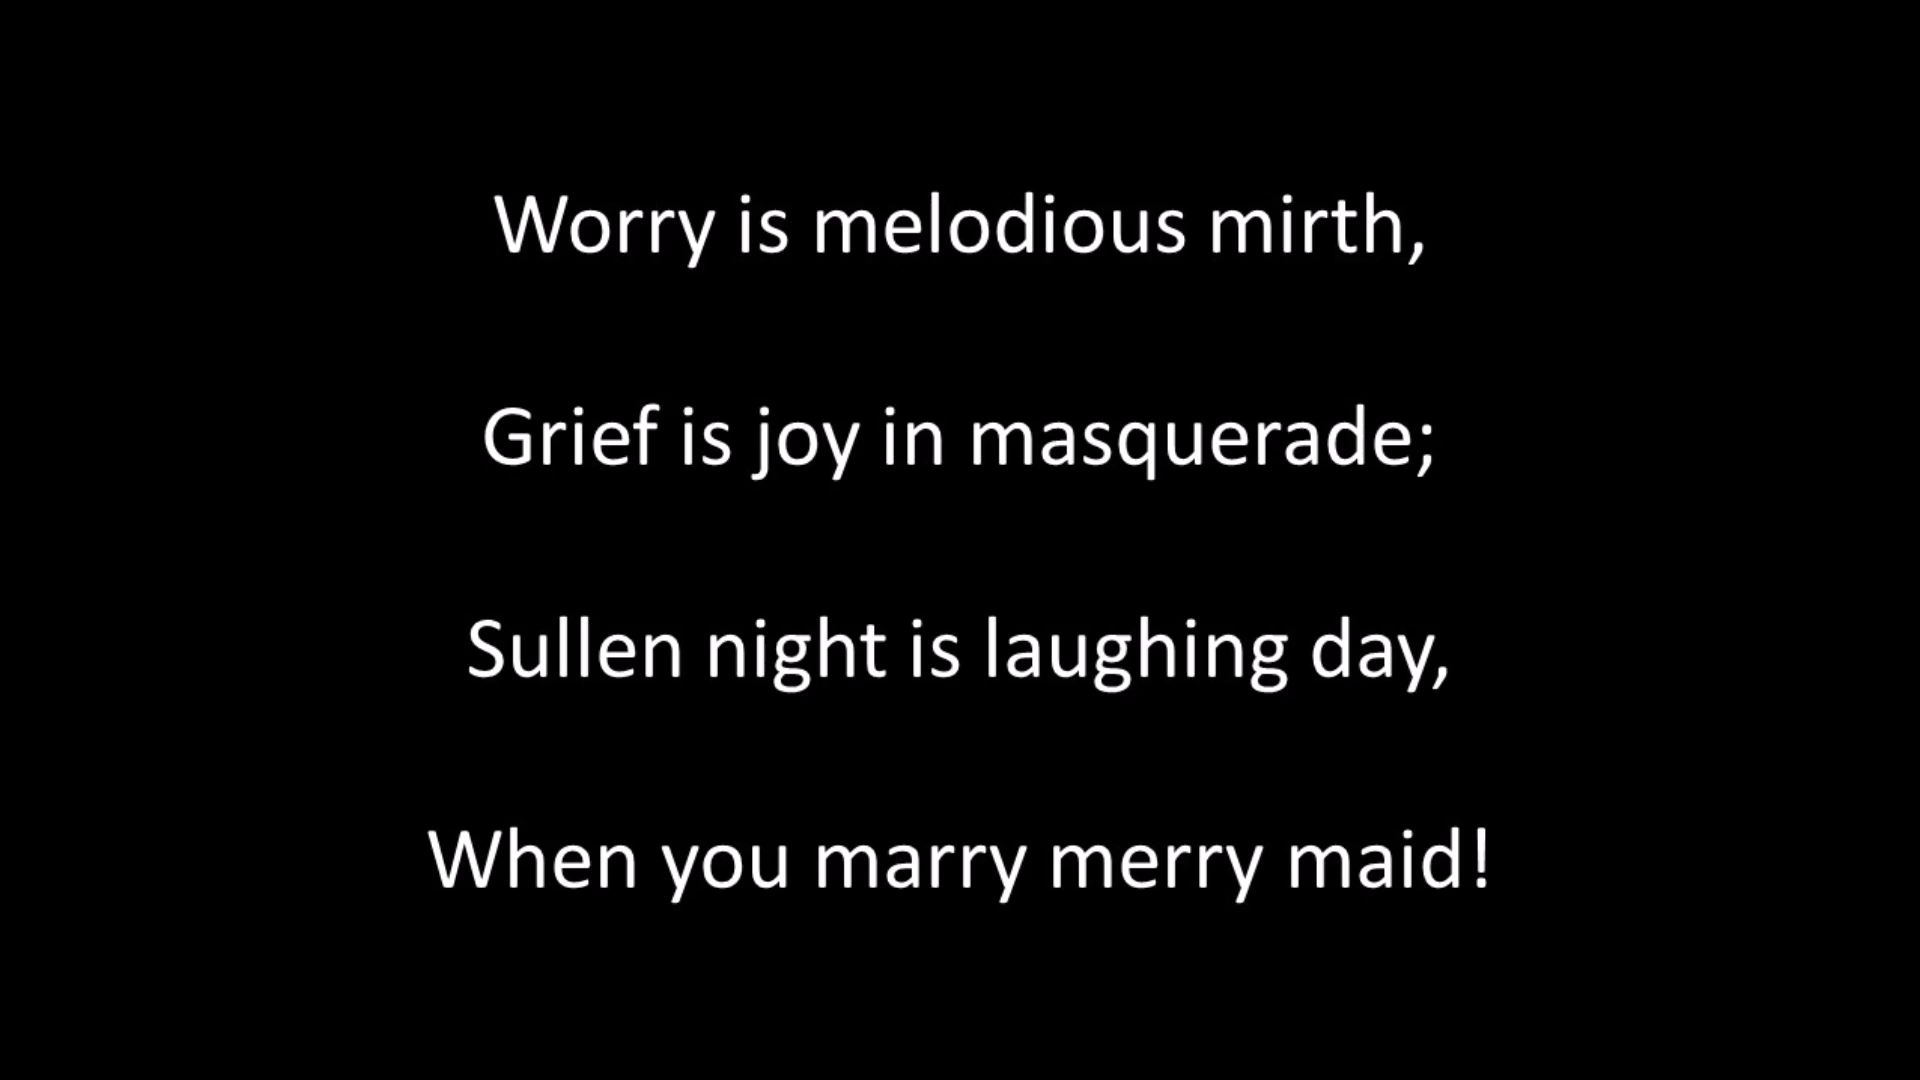 Worry is melodious mirth,
Grief is joy in masquerade;
Sullen night is laughing day,
When you marry merry maid!